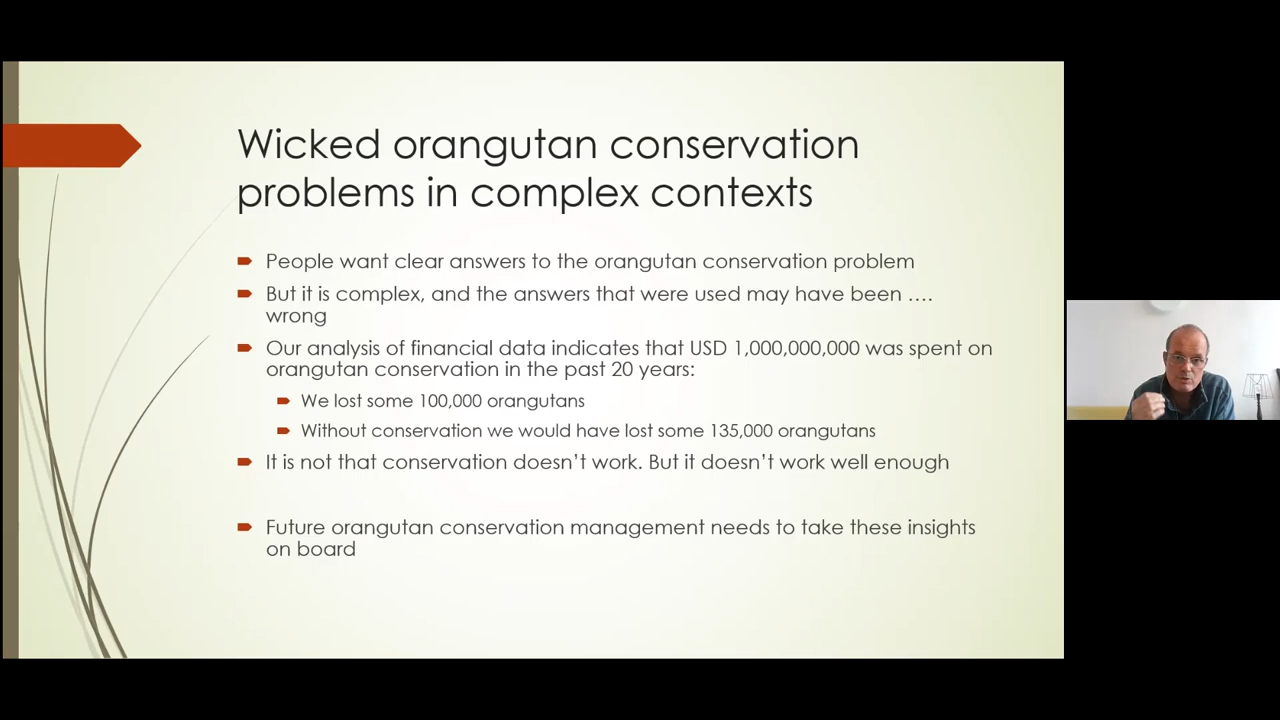 Wicked orangutan conservation
problems in complex contexts
People want clear answers to the orangutan conservation problem
But it is complex, and the answers that were used may have been ….
wrong
Our analysis of financial data indicates that USD 1,000,000,000 was spent on
orangutan conservation in the past 20 years:
We lost some 100,000 orangutans
Without conservation we would have lost some 135,000 orangutans
It is not that conservation doesn’t work. But it doesn’t work well enough
Future orangutan conservation management needs to take these insights
on board